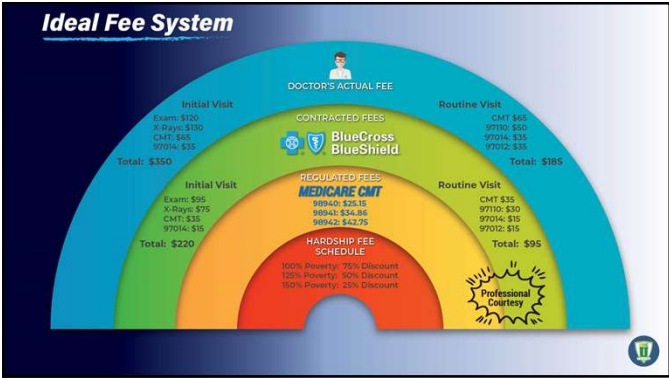 Ideal Fee System
DOCTOR'S ACTUAL FEE
Initial Visit
Exam: $120
X-Rays: $130
CMT: $65
97014: $35
Total: $350
Routine Visit
CMT $65
97110: $50
97014: $35
97012: $35
Total: $185
CONTRACTED FEES
BlueCross
BlueShield
Initial Visit
Exam: $95
X-Rays: $75
CMT: $35
97014: $15
Total: $220
Routine Visit
CMT $35
97110: $30
97014: $15
97012: $15
Total: $95
REGULATED FEES
MEDICARE CMT
98940: $25.15
98941: $34.86
98942: $42.75
HARDSHIP FEE
SCHEDULE
100% Poverty: 75% Discount
125% Poverty: 50% Discount
150% Poverty: 25% Discount
Professional
Courtesy